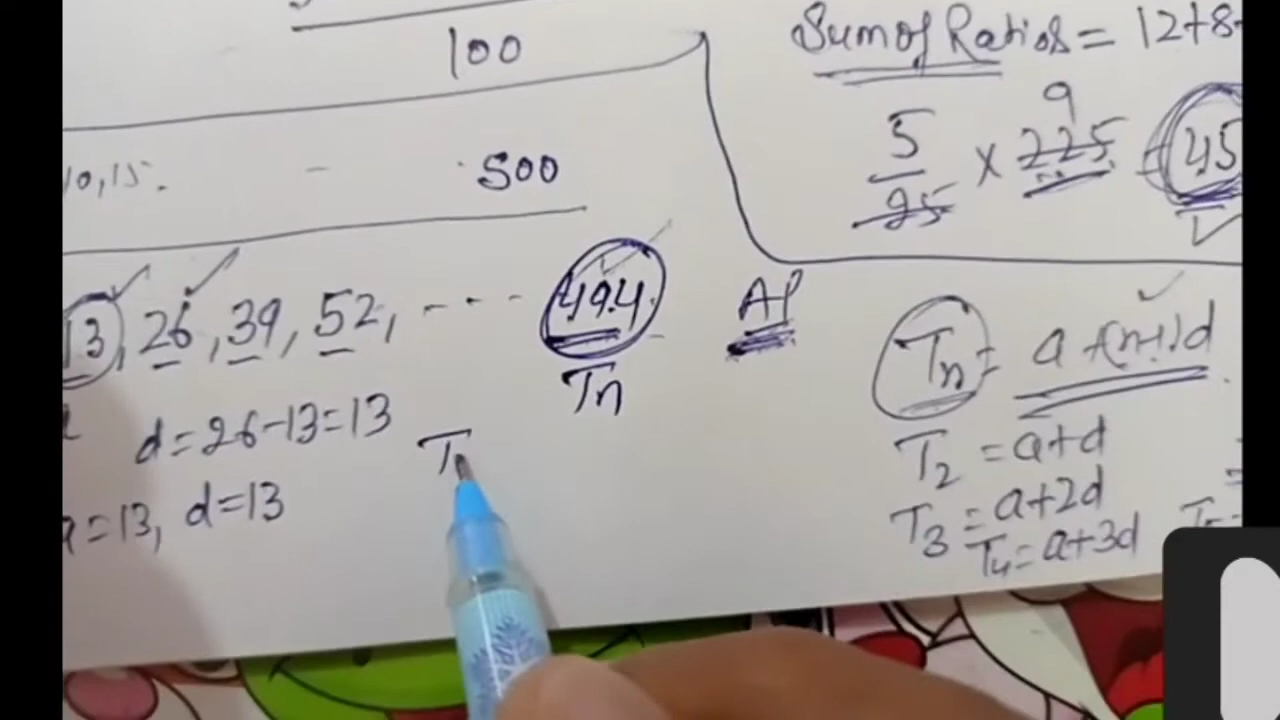 100
Sum of Ratios = 12+8
10,15. - 500
5/25 × 225 = 45
9
13, 26, 39, 52, ---- 494 AP
Tn
Tn = a+(n-1)d
d=26-13=13
T2 = a+d
a=13, d=13
T
T3 = a+2d
T4 = a+3d